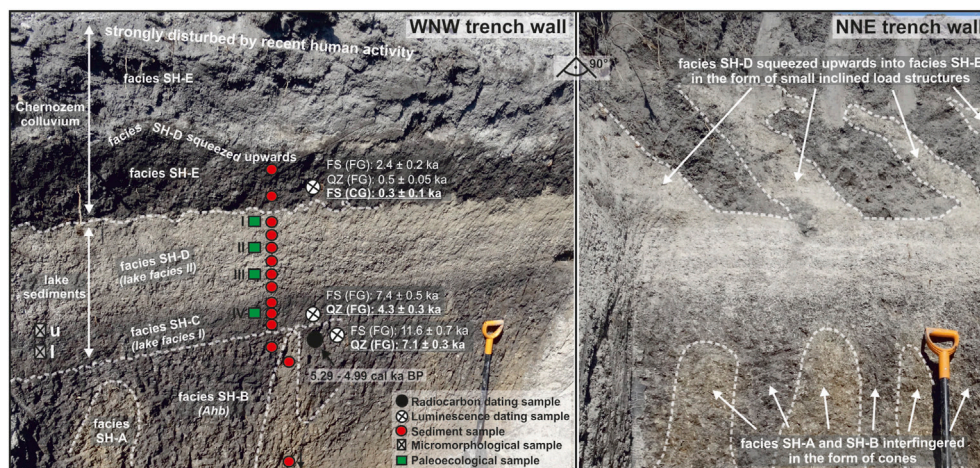 WNW trench wall
strongly disturbed by recent human activity
facies SH-E
Chernozem
colluvium
facies SH-D squeezed upwards
facies SH-E
FS (FG): 2.4 ± 0.2 ka
QZ (FG): 0.5 ± 0.05 ka
FS (CG): 0.3 ± 0.1 ka
I
II
III
IV
facies SH-D
(lake facies II)
lake
sediments
FS (FG): 7.4 ± 0.5 ka
QZ (FG): 4.3 ± 0.3 ka
facies SH-C
(lake facies I)
u
l
FS (FG): 11.6 ± 0.7 ka
QZ (FG): 7.1 ± 0.3 ka
5.29 - 4.99 cal ka BP
facies SH-B
(Ahb)
facies
SH-A
Radiocarbon dating sample
Luminescence dating sample
Sediment sample
Micromorphological sample
Paleoecological sample
90°
NNE trench wall
facies SH-D squeezed upwards into facies SH-E
in the form of small inclined load structures
facies SH-A and SH-B interfingered
in the form of cones